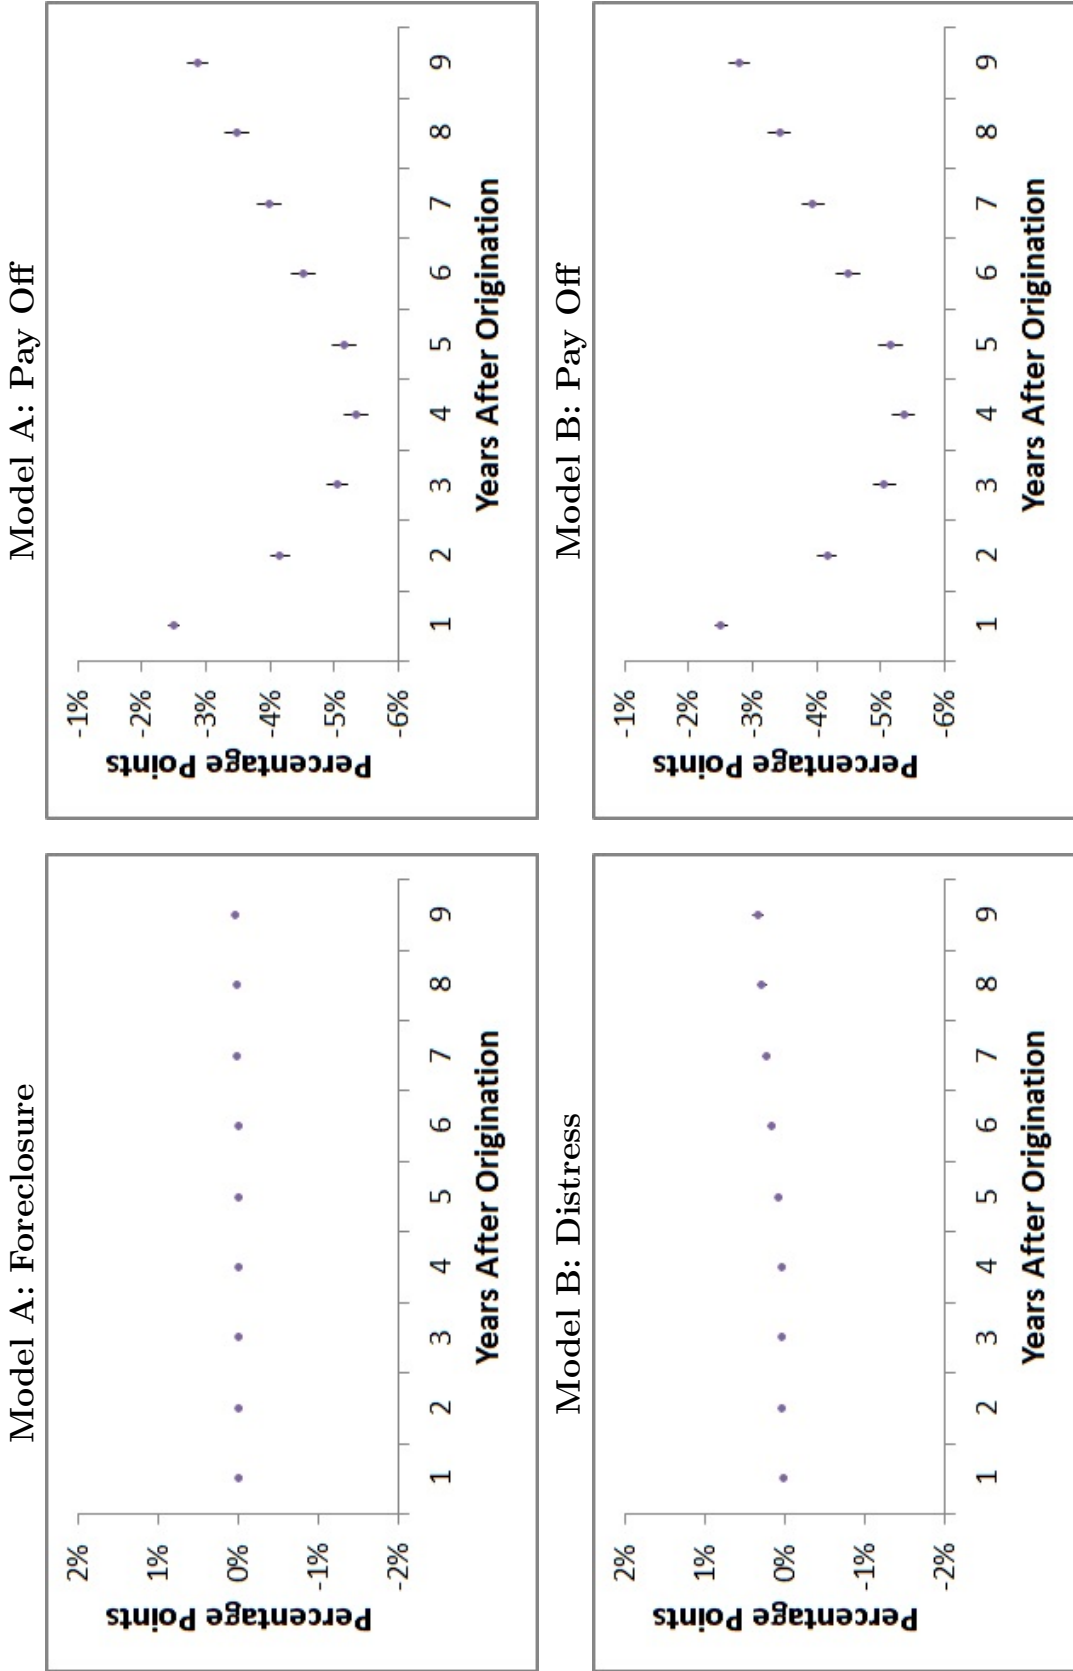 Model A: Foreclosure
Percentage Points
2%
1%
0%
-1%
-2%
1 2 3 4 5 6 7 8 9
Years After Origination
Model A: Pay Off
Percentage Points
-1%
-2%
-3%
-4%
-5%
-6%
1 2 3 4 5 6 7 8 9
Years After Origination
Model B: Distress
Percentage Points
2%
1%
0%
-1%
-2%
1 2 3 4 5 6 7 8 9
Years After Origination
Model B: Pay Off
Percentage Points
-1%
-2%
-3%
-4%
-5%
-6%
1 2 3 4 5 6 7 8 9
Years After Origination